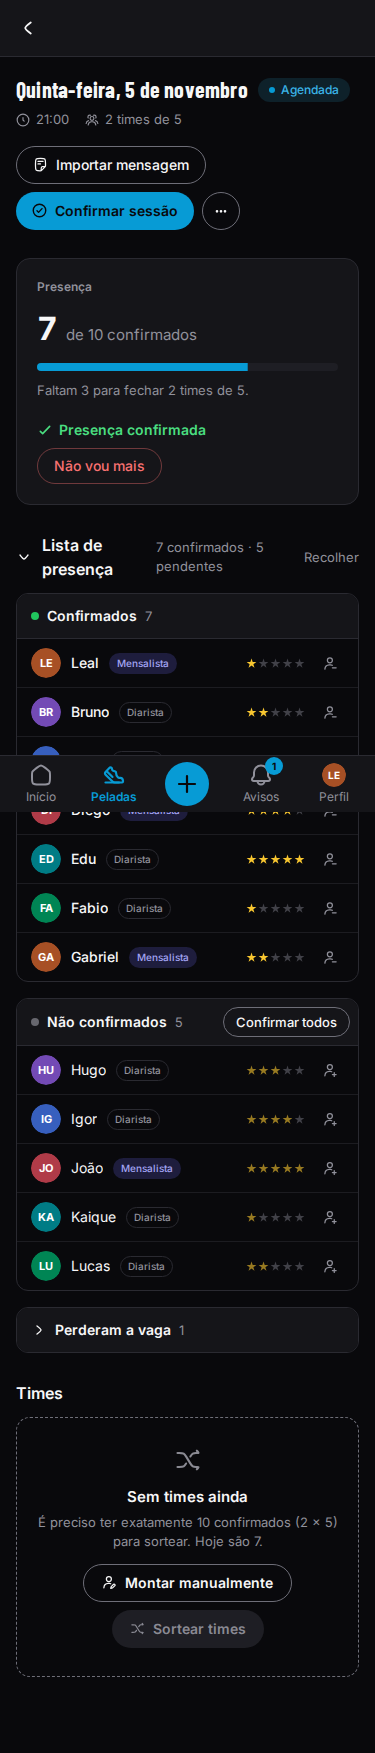 Quinta-feira, 5 de novembro Agendada
21:00 2 times de 5
Importar mensagem
Confirmar sessão
Presença
7 de 10 confirmados
Faltam 3 para fechar 2 times de 5.
Presença confirmada
Não vou mais
Lista de presença 7 confirmados · 5 pendentes Recolher
Confirmados 7
LE Leal Mensalista
BR Bruno Diarista
Início Peladas Avisos 1 LE Perfil
ED Edu Diarista
FA Fabio Diarista
GA Gabriel Mensalista
Não confirmados 5 Confirmar todos
HU Hugo Diarista
IG Igor Diarista
JO João Mensalista
KA Kaique Diarista
LU Lucas Diarista
Perderam a vaga 1
Times
Sem times ainda
É preciso ter exatamente 10 confirmados (2 × 5)
para sortear. Hoje são 7.
Montar manualmente
Sortear times